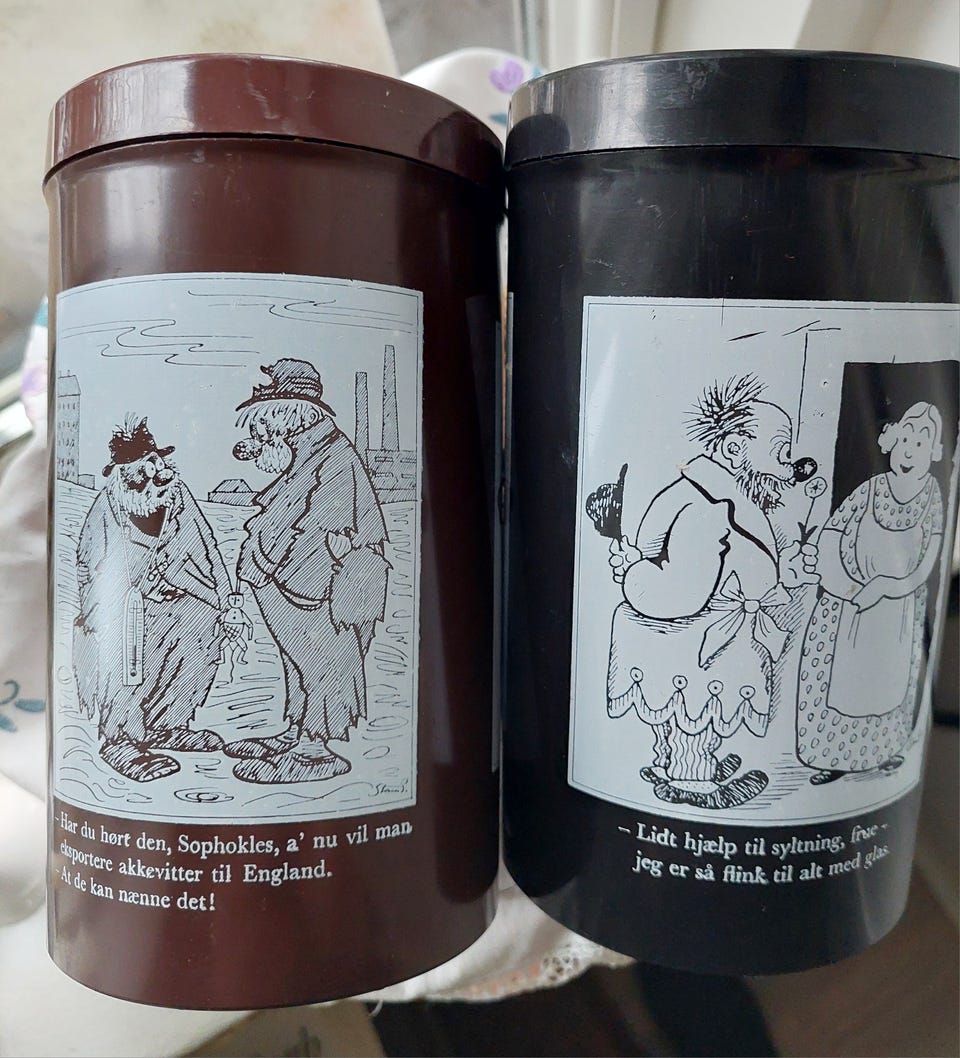 - Har du hørt den, Sophokles, a' nu vil man
eksportere akkevitter til England.
- At de kan nænne det!
- Lidt hjælp til syltning, frue -
jeg er så flink til alt med glas.